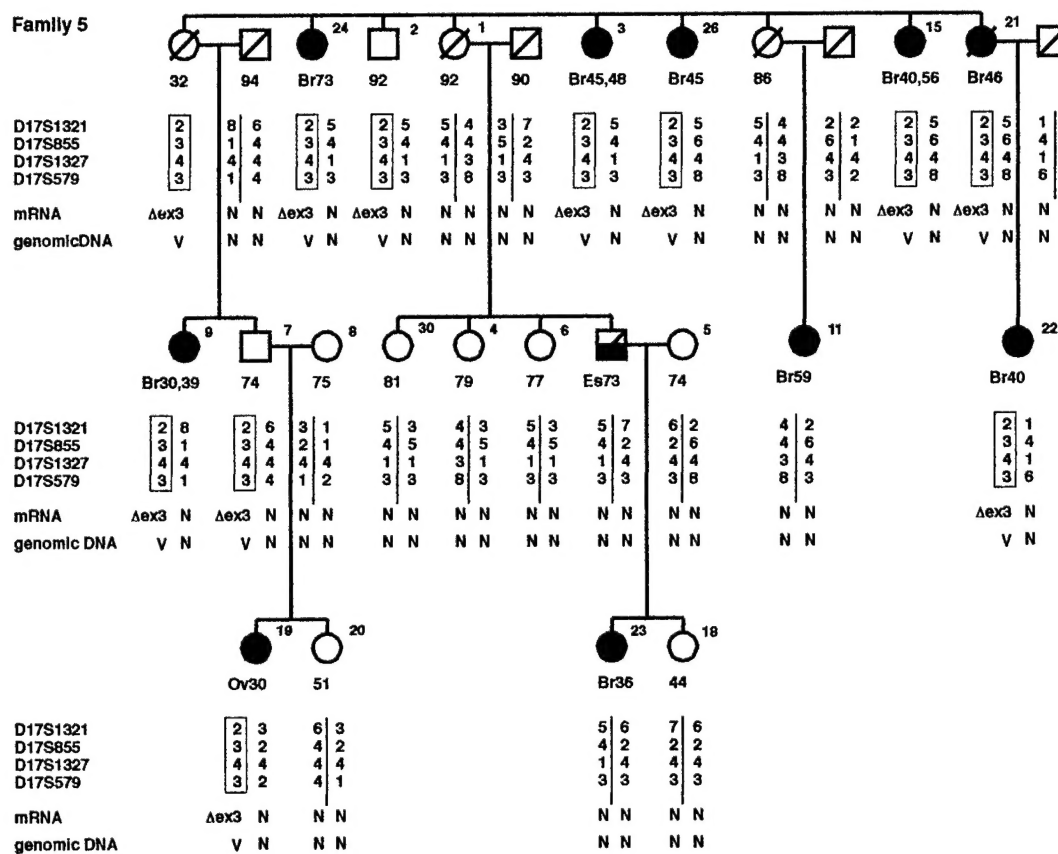 Family 5
24 2 1 3 26 15 21
32 94 Br73 92 92 90 Br45,48 Br45 86 Br40,56 Br46
D17S1321 2 8 6 2 5 2 5 5 4 3 7 2 5 2 5 5 4 2 2 2 5 2 5 1
D17S855 3 1 4 3 4 3 4 4 4 5 2 3 4 3 6 4 4 6 1 3 6 3 6 4
D17S1327 4 4 4 4 1 4 1 1 3 1 4 4 1 4 4 1 3 4 4 4 4 4 4 1
D17S579 3 1 4 3 3 3 3 3 8 3 3 3 3 3 8 3 8 3 2 3 8 3 8 6
mRNA Δex3 N N Δex3 N Δex3 N N N N N Δex3 N Δex3 N N N N N Δex3 N Δex3 N N
genomicDNA V N N V N V N N N N N V N V N N N N N V N V N N
9 7 8 30 4 6 5 11 22
Br30,39 74 75 81 79 77 Es73 74 Br59 Br40
D17S1321 2 8 2 6 3 1 5 3 4 3 5 3 5 7 6 2 4 2 2 1
D17S855 3 1 3 4 2 1 4 5 4 5 4 5 4 2 2 6 4 6 3 4
D17S1327 4 4 4 4 4 4 1 1 3 1 1 1 1 4 4 4 3 4 4 1
D17S579 3 1 3 4 1 2 3 3 8 3 3 3 3 3 3 8 8 3 3 6
mRNA Δex3 N Δex3 N N N N N N N N N N N N N N N Δex3 N
genomic DNA V N V N N N N N N N N N N N N N N N V N
19 20 23 18
Ov30 51 Br36 44
D17S1321 2 3 6 3 5 6 7 6
D17S855 3 2 4 2 4 2 2 2
D17S1327 4 4 4 4 1 4 4 4
D17S579 3 2 4 1 3 3 3 3
mRNA Δex3 N N N N N N N
genomic DNA V N N N N N N N